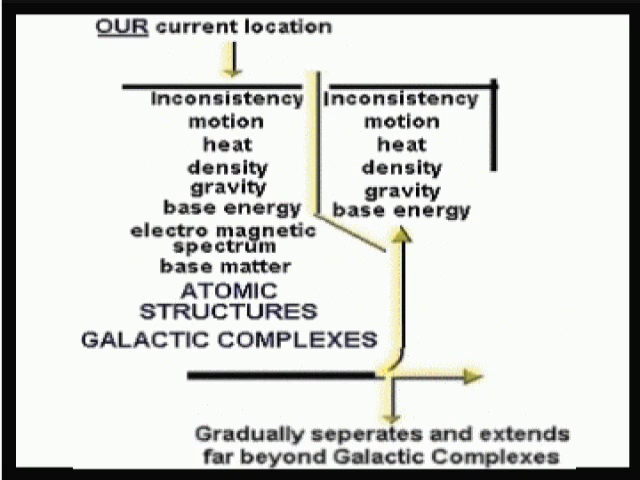 OUR current location
Inconsistency
motion
heat
density
gravity
base energy
electro magnetic
spectrum
base matter
ATOMIC
STRUCTURES
GALACTIC COMPLEXES
Inconsistency
motion
heat
density
gravity
base energy
Gradually seperates and extends
far beyond Galactic Complexes